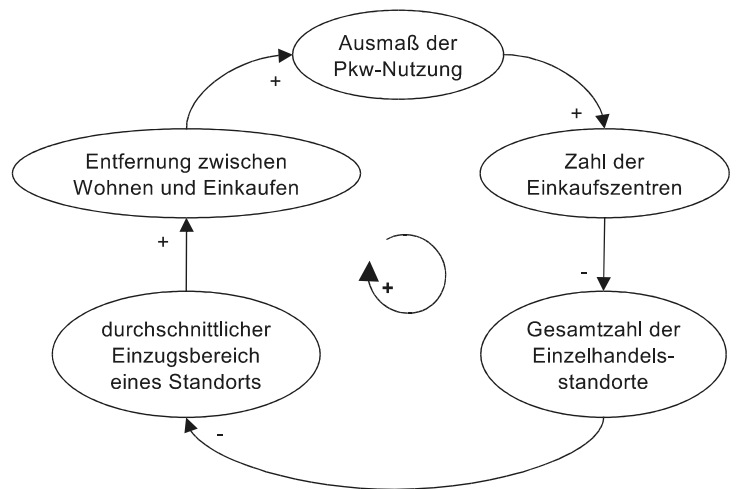 Ausmaß der
Pkw-Nutzung
+
+
Entfernung zwischen
Wohnen und Einkaufen
Zahl der
Einkaufszentren
+
-
+
durchschnittlicher
Einzugsbereich
eines Standorts
Gesamtzahl der
Einzelhandels-
standorte
-